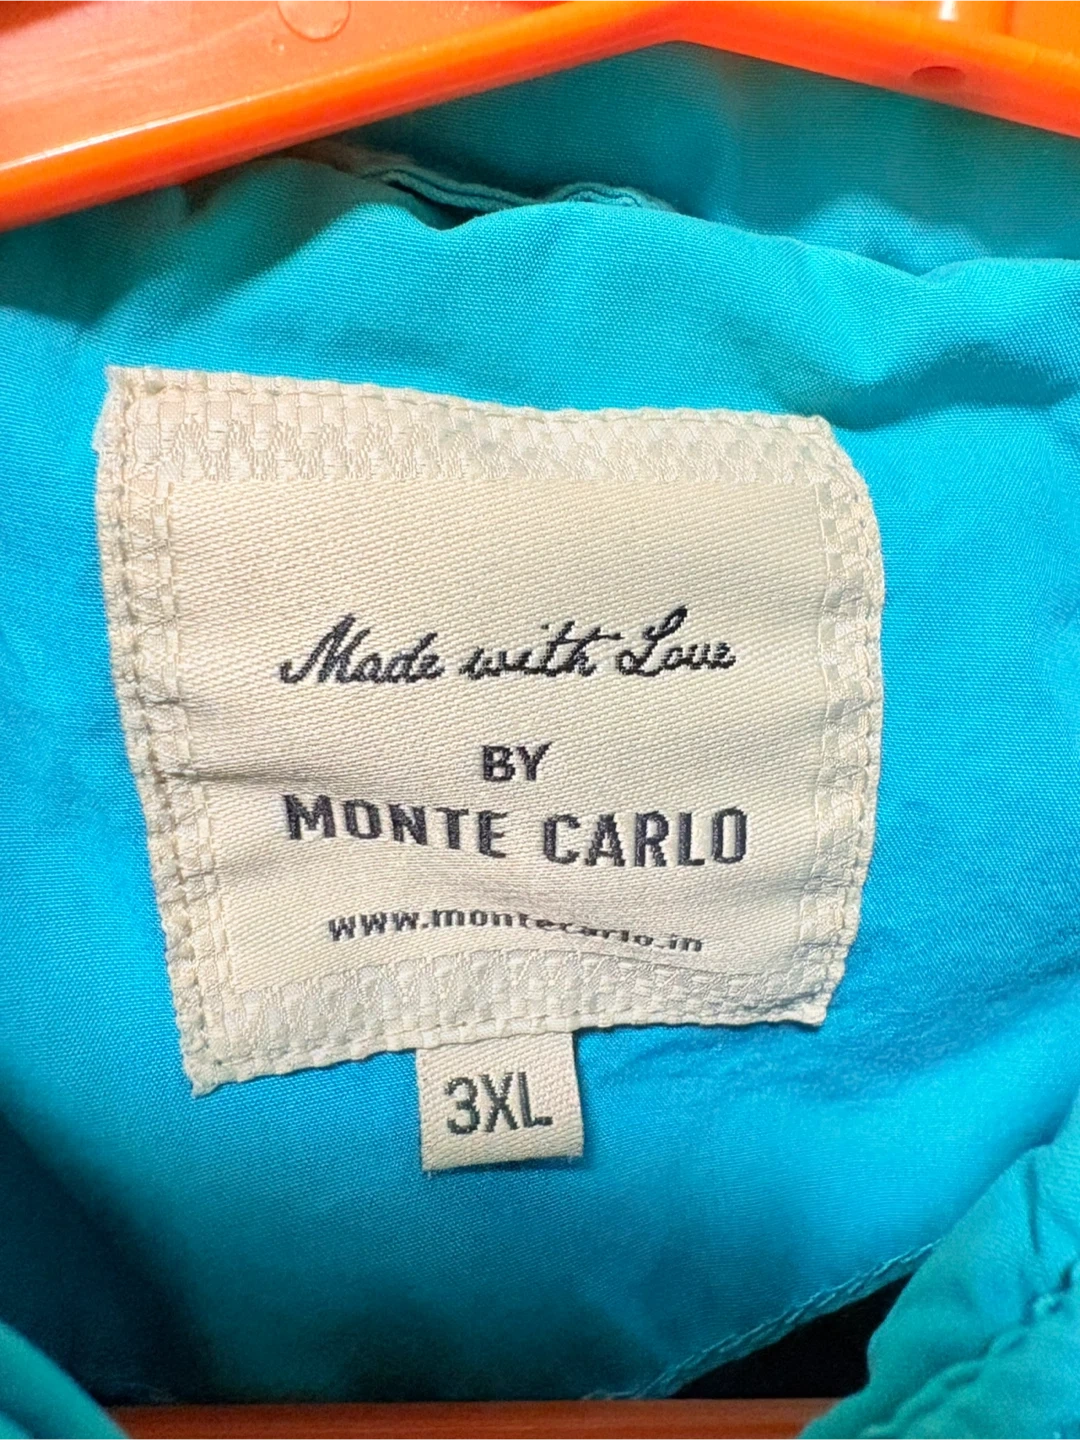 Made with Love
BY
MONTE CARLO
www.montecarlo.in
3XL